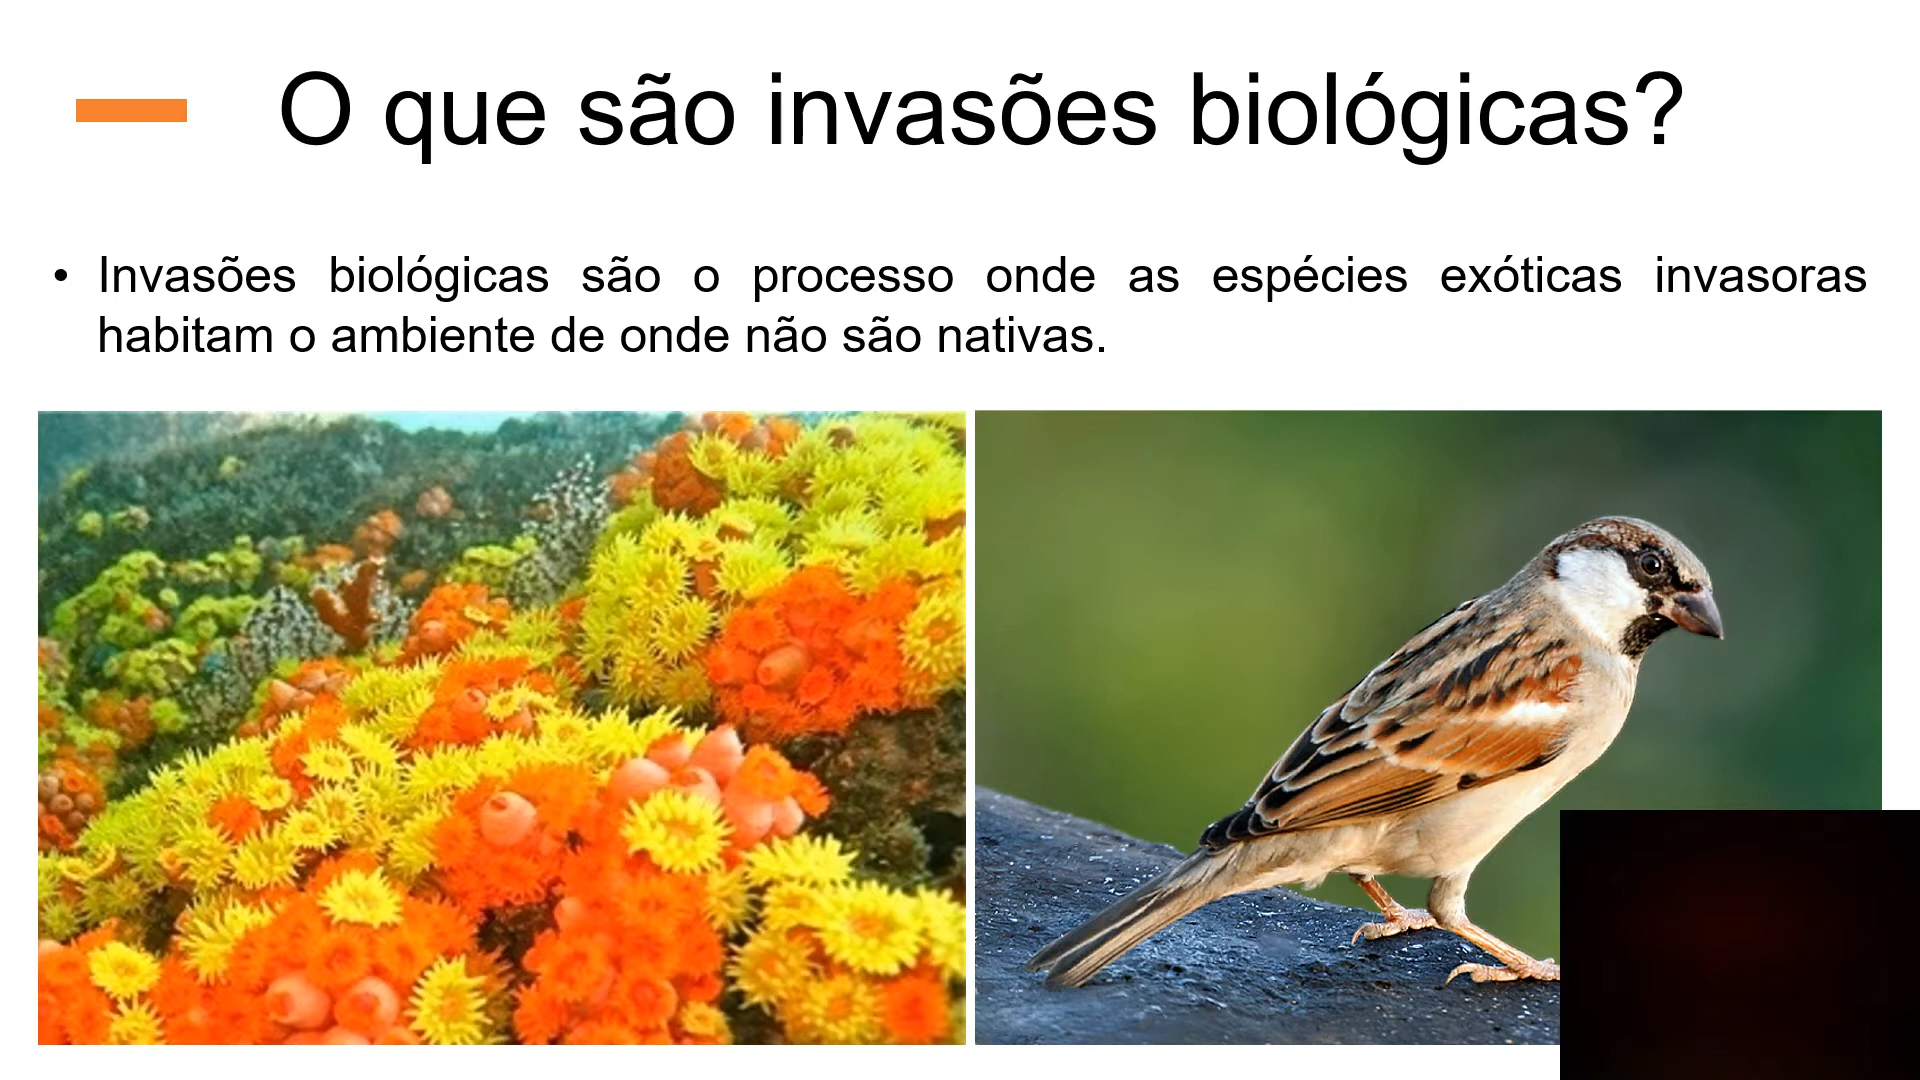 O que são invasões biológicas?
• Invasões biológicas são o processo onde as espécies exóticas invasoras
habitam o ambiente de onde não são nativas.